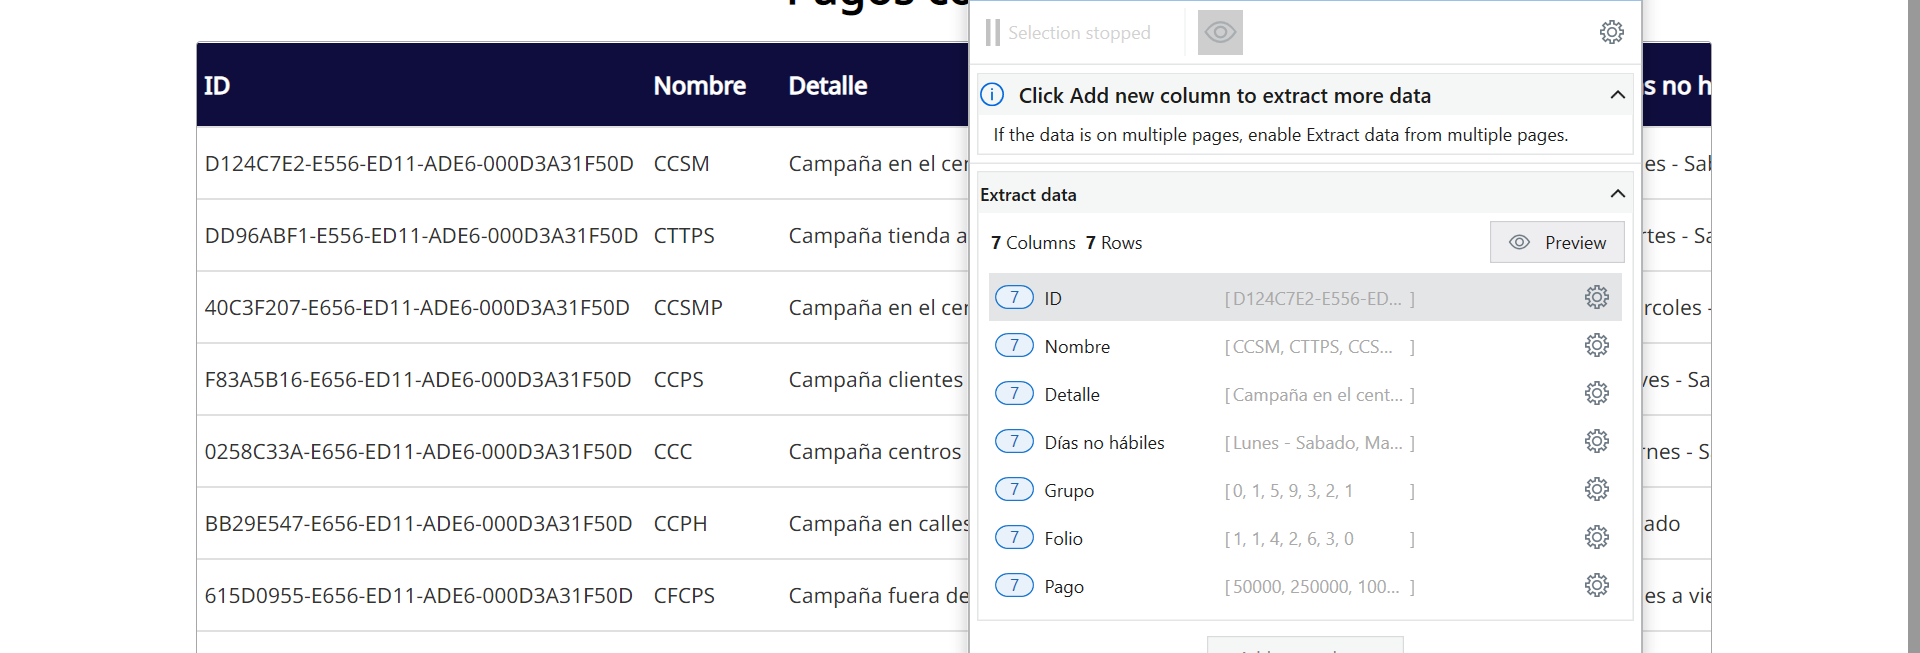 Pagos
Selection stopped
ID Nombre Detalle
s no h
Click Add new column to extract more data
If the data is on multiple pages, enable Extract data from multiple pages.
D124C7E2-E556-ED11-ADE6-000D3A31F50D CCSM Campaña en el cer
es - Sab
Extract data
DD96ABF1-E556-ED11-ADE6-000D3A31F50D CTTPS Campaña tienda a
rtes - Sa
7 Columns 7 Rows
Preview
40C3F207-E656-ED11-ADE6-000D3A31F50D CCSMP Campaña en el cer
rcoles -
7 ID [ D124C7E2-E556-ED... ]
7 Nombre [ CCSM, CTTPS, CCS... ]
F83A5B16-E656-ED11-ADE6-000D3A31F50D CCPS Campaña clientes
ves - Sa
7 Detalle [ Campaña en el cent... ]
0258C33A-E656-ED11-ADE6-000D3A31F50D CCC Campaña centros
rnes - S
7 Días no hábiles [ Lunes - Sabado, Ma... ]
7 Grupo [ 0, 1, 5, 9, 3, 2, 1 ]
BB29E547-E656-ED11-ADE6-000D3A31F50D CCPH Campaña en calles
ado
7 Folio [ 1, 1, 4, 2, 6, 3, 0 ]
615D0955-E656-ED11-ADE6-000D3A31F50D CFCPS Campaña fuera de
es a vie
7 Pago [ 50000, 250000, 100... ]